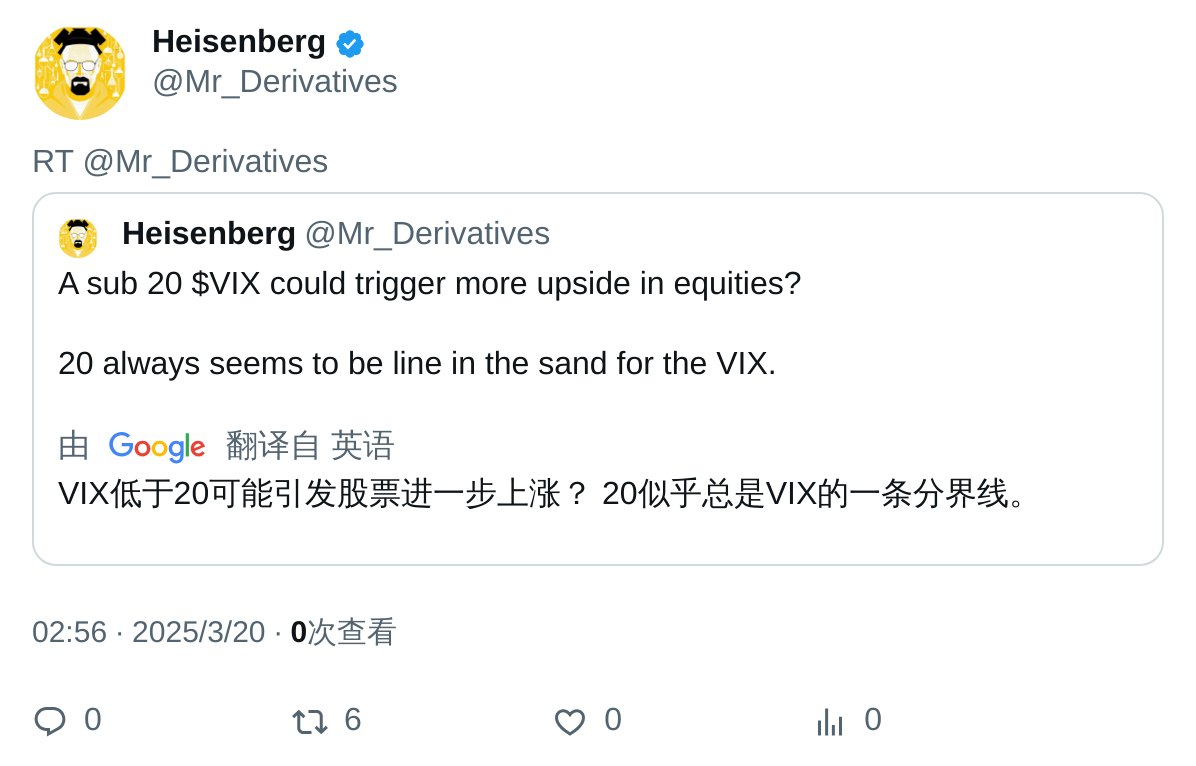 Heisenberg
@Mr_Derivatives
RT @Mr_Derivatives
Heisenberg @Mr_Derivatives
A sub 20 $VIX could trigger more upside in equities?
20 always seems to be line in the sand for the VIX.
由 Google 翻译自 英语
VIX低于20可能引发股票进一步上涨？ 20似乎总是VIX的一条分界线。
02:56 · 2025/3/20 · 0次查看
0 6 0 0